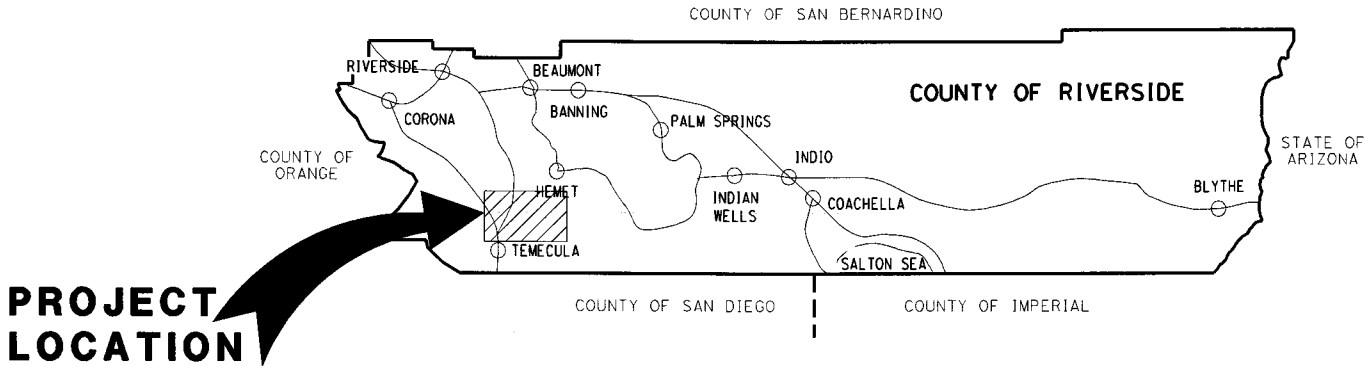 COUNTY OF SAN BERNARDINO
RIVERSIDE
BEAUMONT
COUNTY OF RIVERSIDE
CORONA
BANNING
PALM SPRINGS
COUNTY OF
ORANGE
STATE OF
ARIZONA
INDIO
HEMET
INDIAN
WELLS
COACHELLA
BLYTHE
TEMECULA
SALTON SEA
PROJECT
LOCATION
COUNTY OF SAN DIEGO
COUNTY OF IMPERIAL